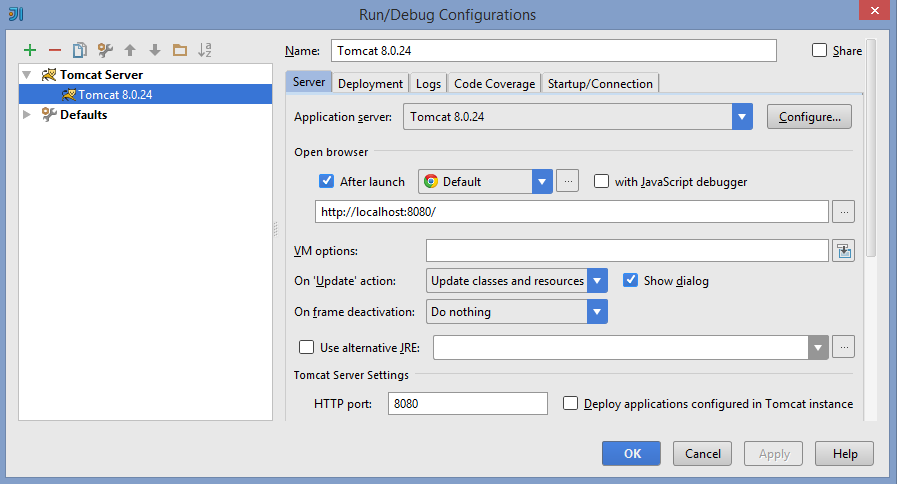 Run/Debug Configurations
Name: Tomcat 8.0.24 Share
Tomcat Server
Tomcat 8.0.24
Defaults
Server Deployment Logs Code Coverage Startup/Connection
Application server: Tomcat 8.0.24 Configure...
Open browser
After launch Default ... with JavaScript debugger
http://localhost:8080/ ...
VM options:
On 'Update' action: Update classes and resources Show dialog
On frame deactivation: Do nothing
Use alternative JRE: ...
Tomcat Server Settings
HTTP port: 8080 Deploy applications configured in Tomcat instance
OK Cancel Apply Help